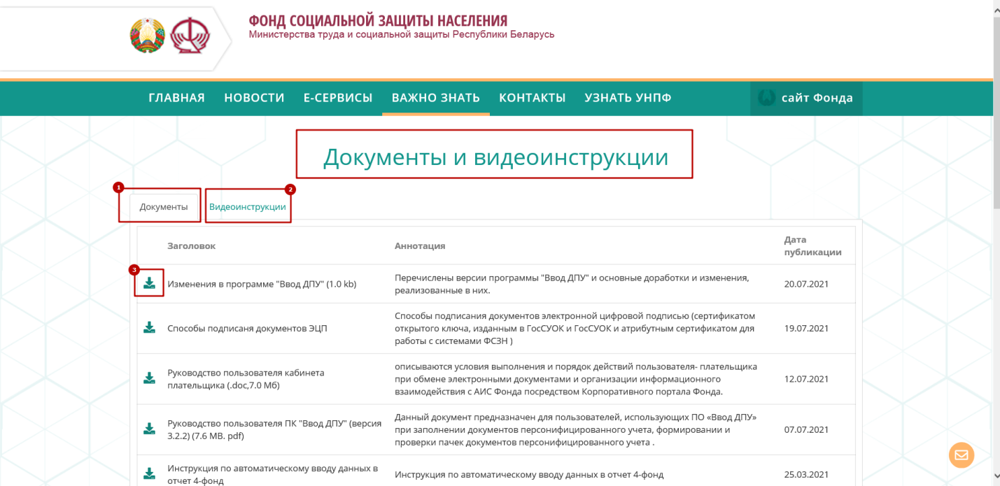 ФОНД СОЦИАЛЬНОЙ ЗАЩИТЫ НАСЕЛЕНИЯ
Министерства труда и социальной защиты Республики Беларусь
ГЛАВНАЯ НОВОСТИ Е-СЕРВИСЫ ВАЖНО ЗНАТЬ КОНТАКТЫ УЗНАТЬ УНПФ сайт Фонда
Документы и видеоинструкции
1 2
Документы Видеоинструкции
Заголовок Аннотация Дата
публикации
3
Изменения в программе "Ввод ДПУ" (1.0 kb)
Перечислены версии программы "Ввод ДПУ" и основные доработки и изменения,
реализованные в них.
20.07.2021
Способы подписаня документов ЭЦП
Способы подписания документов электронной цифровой подписью (сертификатом
открытого ключа, изданным в ГосСУОК и ГосСУОК и атрибутным сертификатом для
работы с системами ФСЗН )
19.07.2021
Руководство пользователя кабинета
плательщика (.doc,7.0 Мб)
описываются условия выполнения и порядок действий пользователя- плательщика
при обмене электронными документами и организации информационного
взаимодействия с АИС Фонда посредством Корпоративного портала Фонда.
12.07.2021
Руководство пользователя ПК "Ввод ДПУ" (версия
3.2.2) (7.6 MB. pdf)
Данный документ предназначен для пользователей, использующих ПО «Ввод ДПУ»
при заполнении документов персонифицированного учета, формировании и
проверки пачек документов персонифицированного учета .
07.07.2021
Инструкция по автоматическому вводу данных в
отчет 4-фонд
Инструкция по автоматическому вводу данных в отчет 4-фонд
25.03.2021